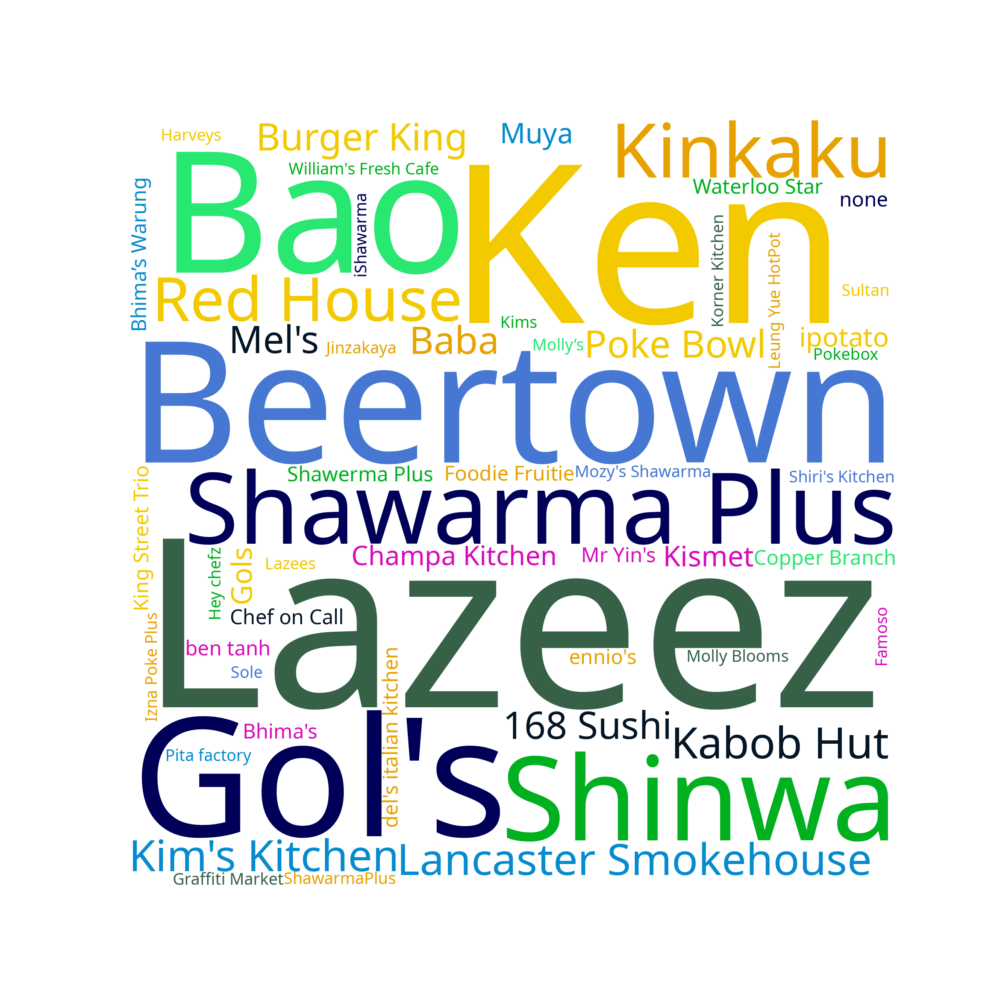 Harveys
Burger King
Muya
Kinkaku
William's Fresh Cafe
Bao
Ken
Waterloo Star
none
Bhima’s Warung
iShawarma
Korner Kitchen
Leung Yue HotPot
Red House
Sultan
Kims
Mel's
Jinzakaya
Baba
Molly’s
Poke Bowl
ipotato
Pokebox
Beertown
King Street Trio
Shawerma Plus
Foodie Fruitie
Mozy's Shawarma
Shiri's Kitchen
Shawarma Plus
Champa Kitchen
Mr Yin's
Kismet
Copper Branch
Hey chefz
Gols
Lazees
Lazeez
Chef on Call
Izna Poke Plus
ben tanh
Sole
ennio's
Molly Blooms
Famoso
del's italian kitchen
Gol's
Bhima's
Pita factory
168 Sushi
Kabob Hut
Shinwa
Kim's Kitchen
Lancaster Smokehouse
Graffiti Market
ShawarmaPlus